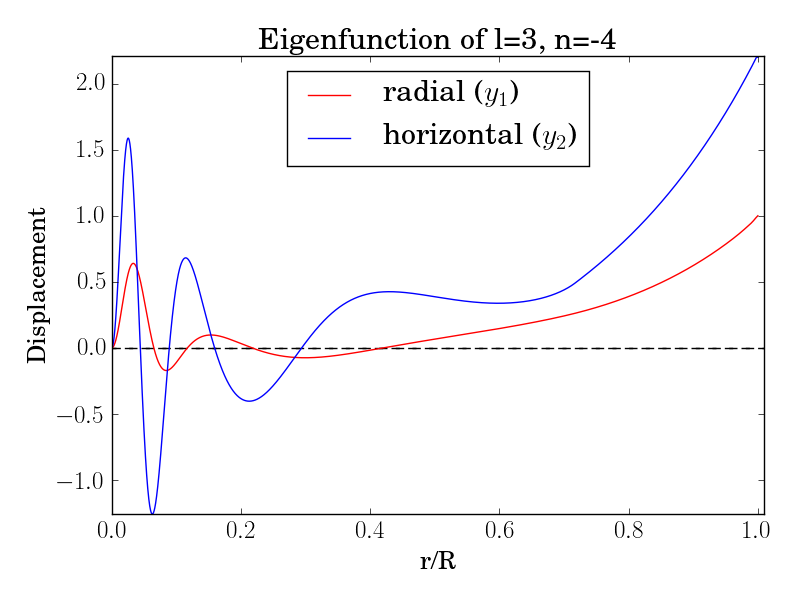 Eigenfunction of l=3, n=-4
radial (y₁)
horizontal (y₂)
Displacement
2.0
1.5
1.0
0.5
0.0
−0.5
−1.0
0.0 0.2 0.4 0.6 0.8 1.0
r/R